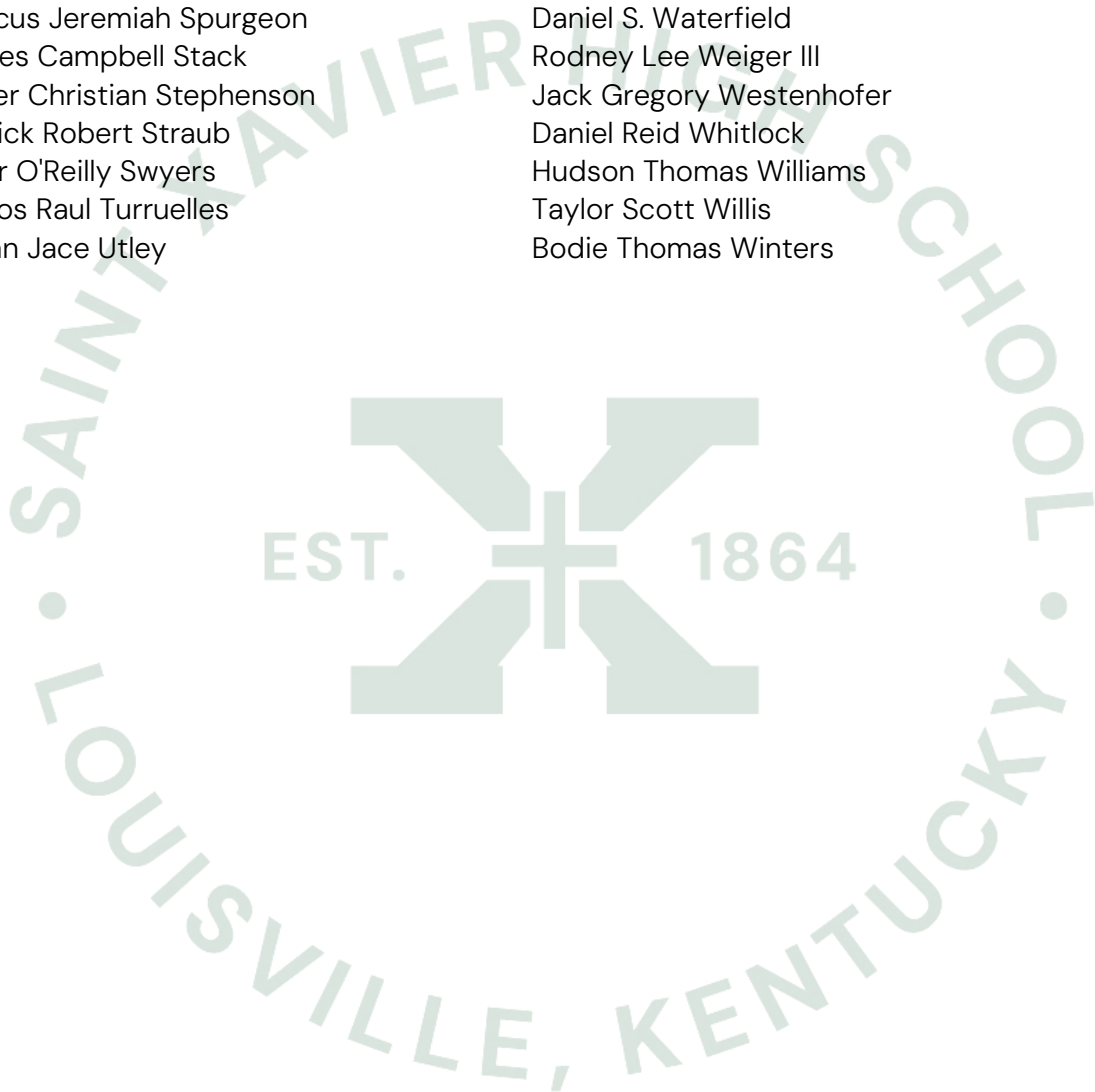 Jeremiah Spurgeon
Campbell Stack
Christian Stephenson
Robert Straub
O'Reilly Swyers
Raul Turruelles
Jace Utley
Daniel S. Waterfield
Rodney Lee Weiger III
Jack Gregory Westenhofer
Daniel Reid Whitlock
Hudson Thomas Williams
Taylor Scott Willis
Bodie Thomas Winters
SAINT XAVIER HIGH SCHOOL
EST. X 1864
• LOUISVILLE, KENTUCKY •